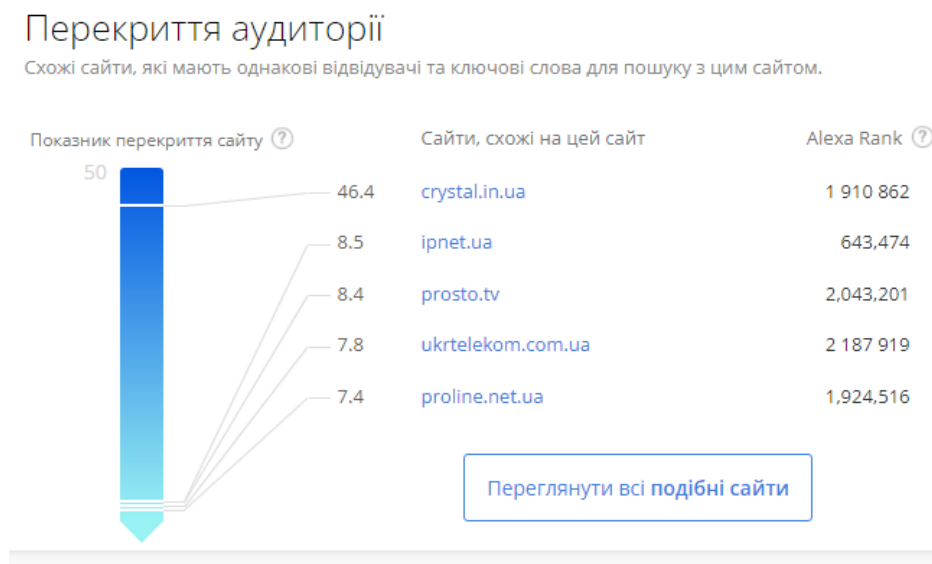 Перекриття аудиторії
Схожі сайти, які мають однакові відвідувачі та ключові слова для пошуку з цим сайтом.
Показник перекриття сайту ? Сайти, схожі на цей сайт Alexa Rank ?
50
46.4 crystal.in.ua 1 910 862
8.5 ipnet.ua 643,474
8.4 prosto.tv 2,043,201
7.8 ukrtelekom.com.ua 2 187 919
7.4 proline.net.ua 1,924,516
Переглянути всі подібні сайти